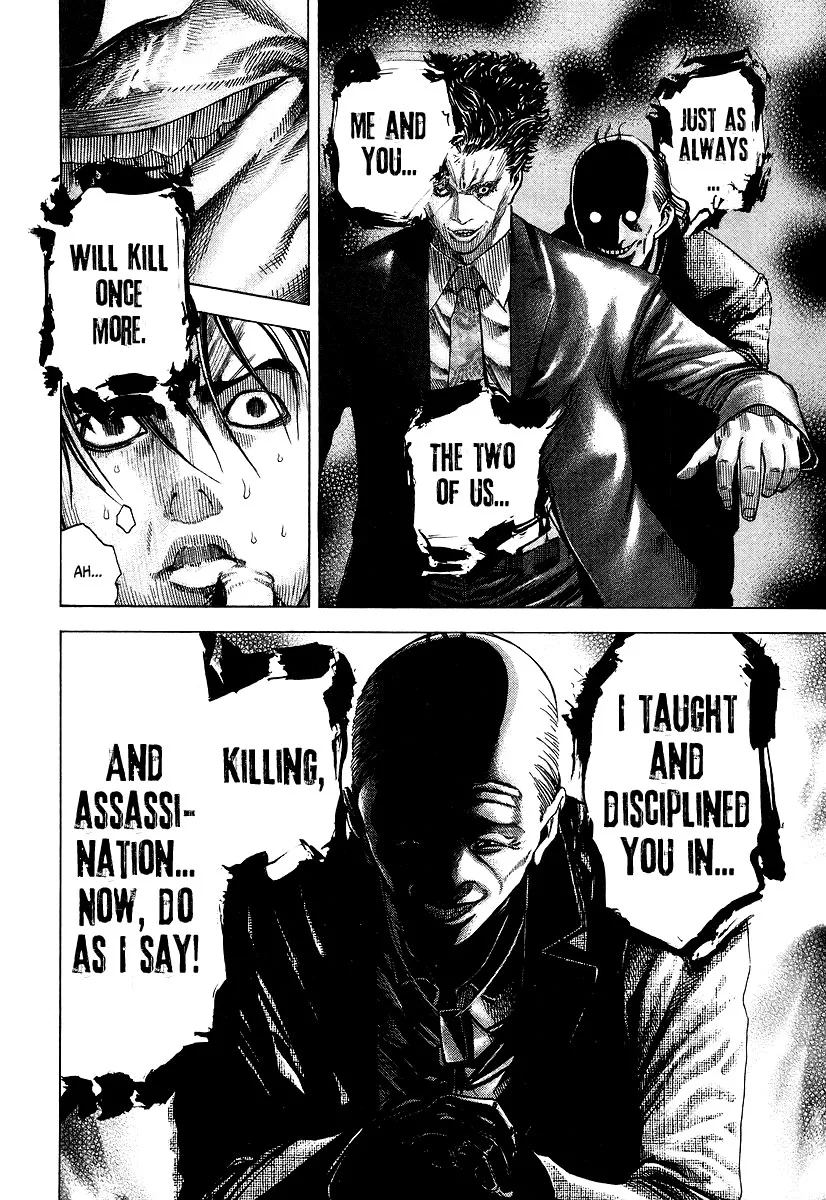 JUST AS
ALWAYS
...
ME AND
YOU...
THE TWO
OF US...
WILL KILL
ONCE
MORE.
AH...
I TAUGHT
AND
DISCIPLINED
YOU IN...
KILLING,
AND
ASSASSI-
NATION...
NOW, DO
AS I SAY!